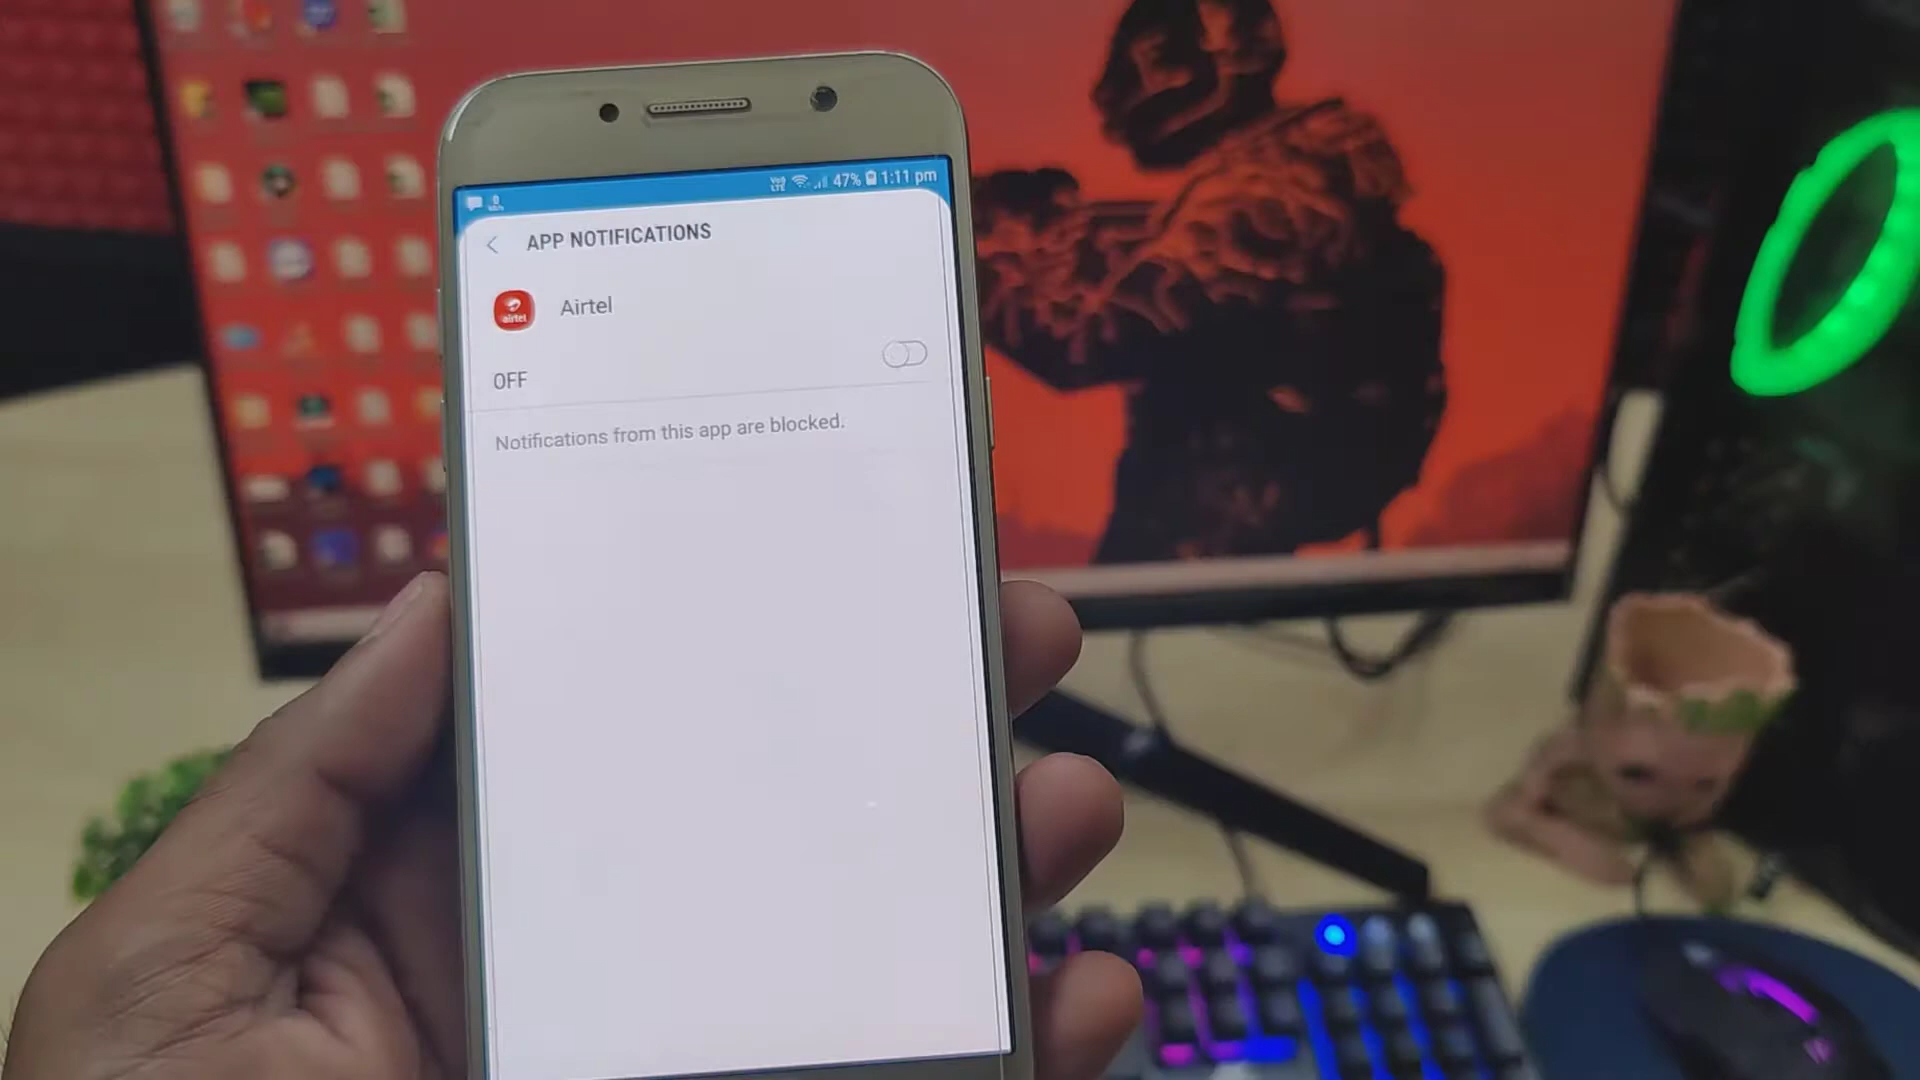 47% 1:11 pm
APP NOTIFICATIONS
airtel
Airtel
OFF
Notifications from this app are blocked.